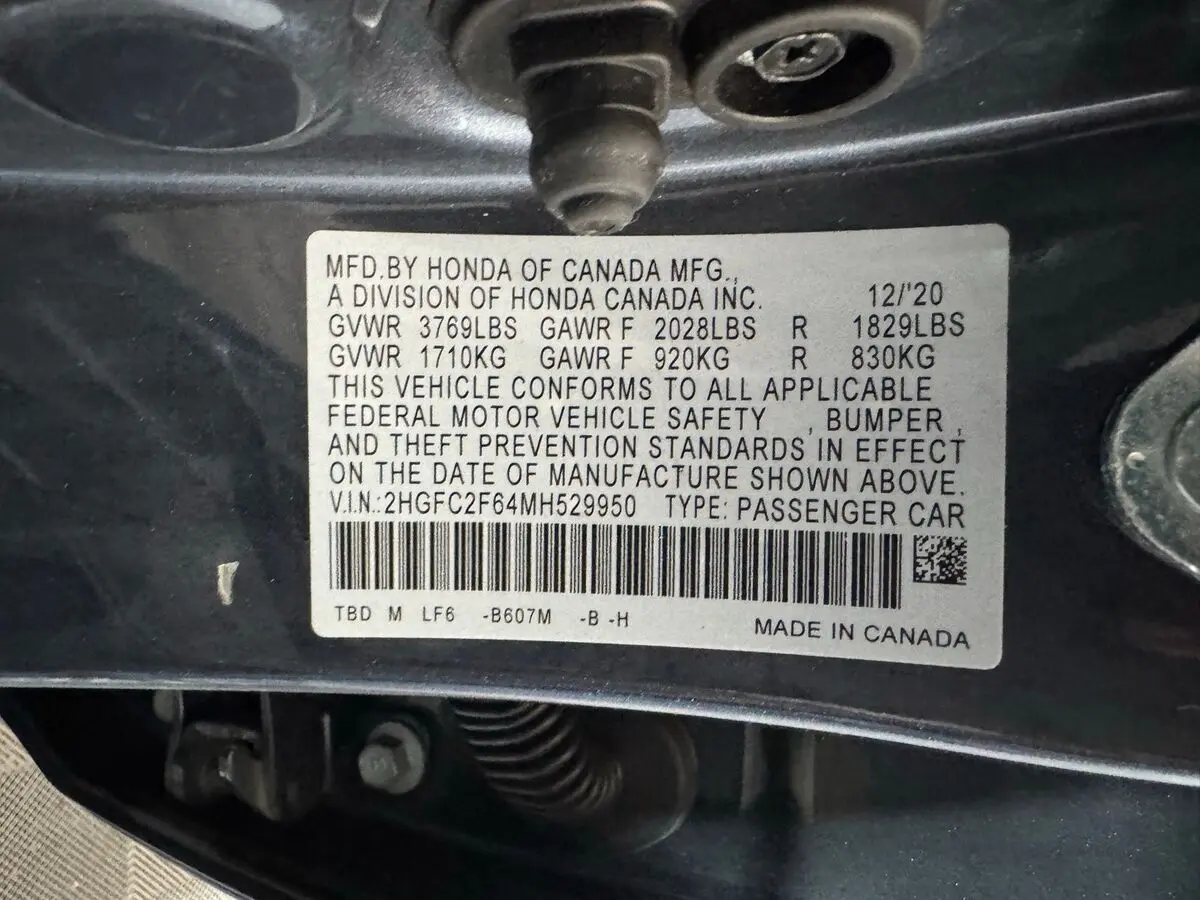 MFD.BY HONDA OF CANADA MFG.,
A DIVISION OF HONDA CANADA INC. 12/'20
GVWR 3769LBS GAWR F 2028LBS R 1829LBS
GVWR 1710KG GAWR F 920KG R 830KG
THIS VEHICLE CONFORMS TO ALL APPLICABLE
FEDERAL MOTOR VEHICLE SAFETY , BUMPER ,
AND THEFT PREVENTION STANDARDS IN EFFECT
ON THE DATE OF MANUFACTURE SHOWN ABOVE.
V.I.N.:2HGFC2F64MH529950 TYPE: PASSENGER CAR
TBD M LF6 -B607M -B -H
MADE IN CANADA